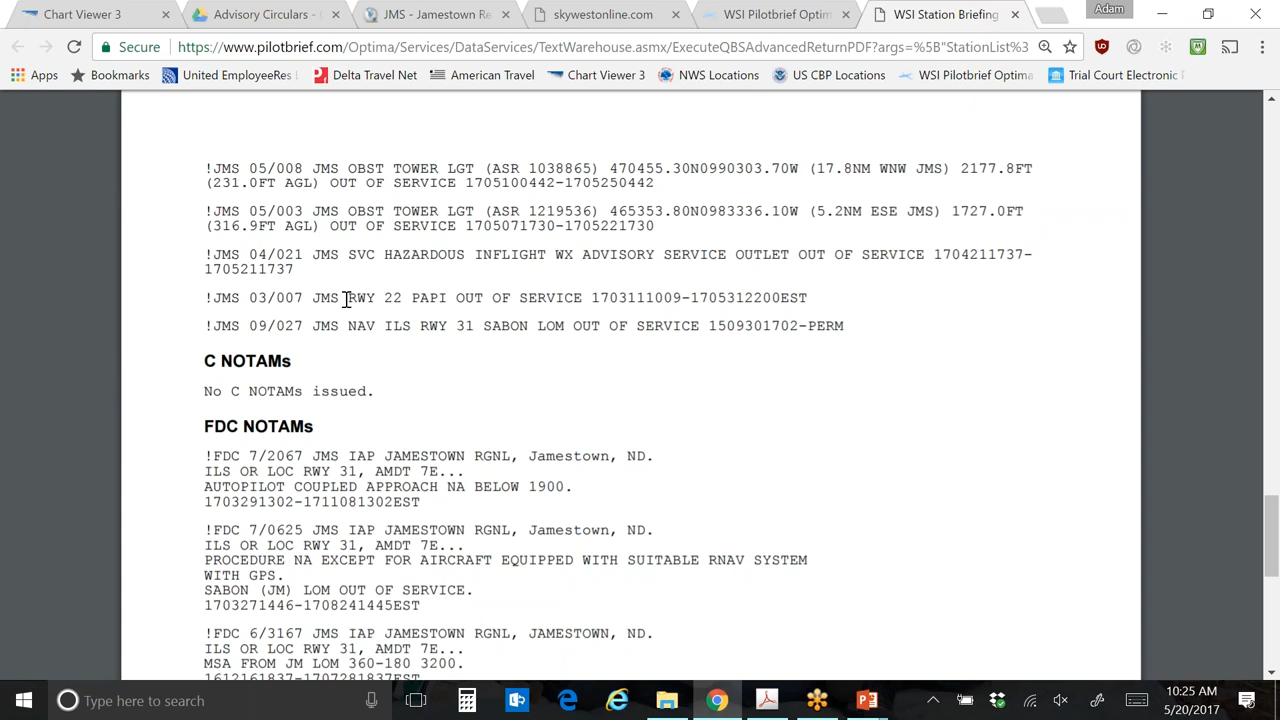 Adam
Chart Viewer 3
Advisory Circulars -
JMS - Jamestown Re
skywestonline.com
WSI Pilotbrief Optim
WSI Station Briefing
Secure
https://www.pilotbrief.com/Optima/Services/DataServices/TextWarehouse.asmx/ExecuteQBSAdvancedReturnPDF?args=%5B"StationList%3
Apps
Bookmarks
United EmployeeRes
Delta Travel Net
American Travel
Chart Viewer 3
NWS Locations
US CBP Locations
WSI Pilotbrief Optima
Trial Court Electronic
!JMS 05/008 JMS OBST TOWER LGT (ASR 1038865) 470455.30N0990303.70W (17.8NM WNW JMS) 2177.8FT
(231.0FT AGL) OUT OF SERVICE 1705100442-1705250442
!JMS 05/003 JMS OBST TOWER LGT (ASR 1219536) 465353.80N0983336.10W (5.2NM ESE JMS) 1727.0FT
(316.9FT AGL) OUT OF SERVICE 1705071730-1705221730
!JMS 04/021 JMS SVC HAZARDOUS INFLIGHT WX ADVISORY SERVICE OUTLET OUT OF SERVICE 1704211737-
1705211737
!JMS 03/007 JMS RWY 22 PAPI OUT OF SERVICE 1703111009-1705312200EST
!JMS 09/027 JMS NAV ILS RWY 31 SABON LOM OUT OF SERVICE 1509301702-PERM
C NOTAMs
No C NOTAMs issued.
FDC NOTAMs
!FDC 7/2067 JMS IAP JAMESTOWN RGNL, Jamestown, ND.
ILS OR LOC RWY 31, AMDT 7E...
AUTOPILOT COUPLED APPROACH NA BELOW 1900.
1703291302-1711081302EST
!FDC 7/0625 JMS IAP JAMESTOWN RGNL, Jamestown, ND.
ILS OR LOC RWY 31, AMDT 7E...
PROCEDURE NA EXCEPT FOR AIRCRAFT EQUIPPED WITH SUITABLE RNAV SYSTEM
WITH GPS.
SABON (JM) LOM OUT OF SERVICE.
1703271446-1708241445EST
!FDC 6/3167 JMS IAP JAMESTOWN RGNL, JAMESTOWN, ND.
ILS OR LOC RWY 31, AMDT 7E...
MSA FROM JM LOM 360-180 3200.
1612161837-1707281837EST
Type here to search
10:25 AM
5/20/2017